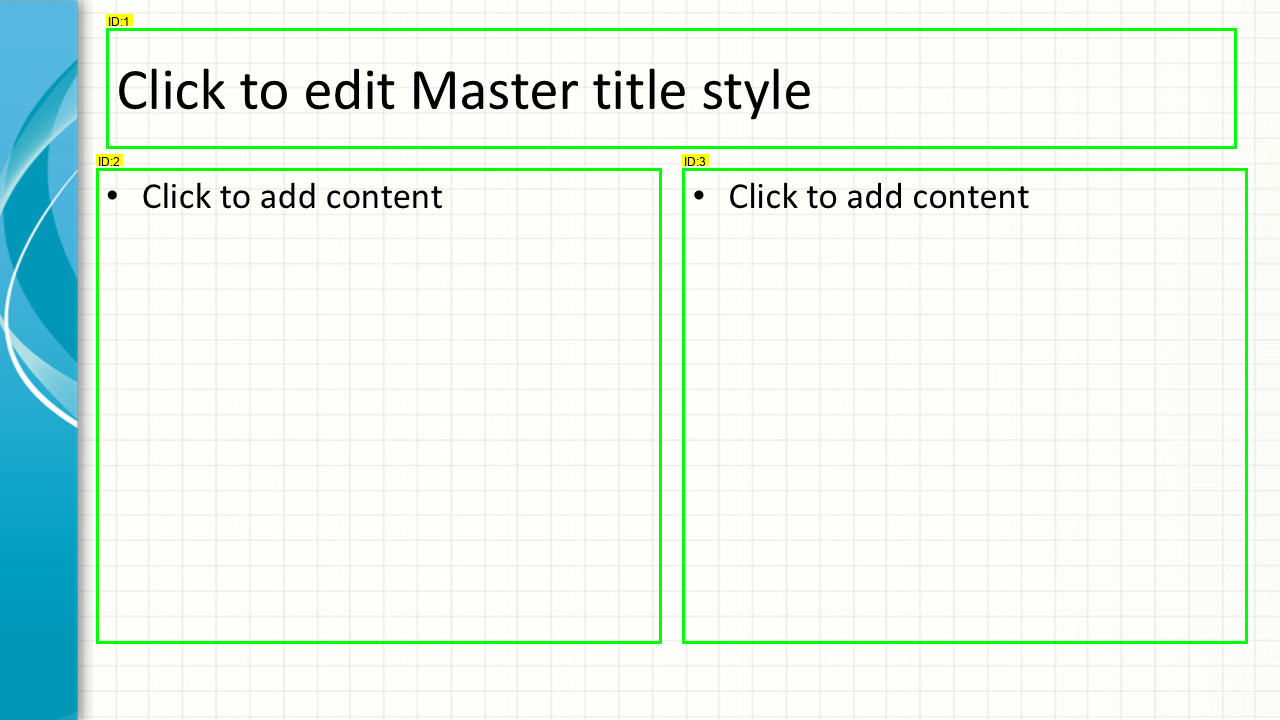 ID:1
Click to edit Master title style
ID:2
• Click to add content
ID:3
• Click to add content